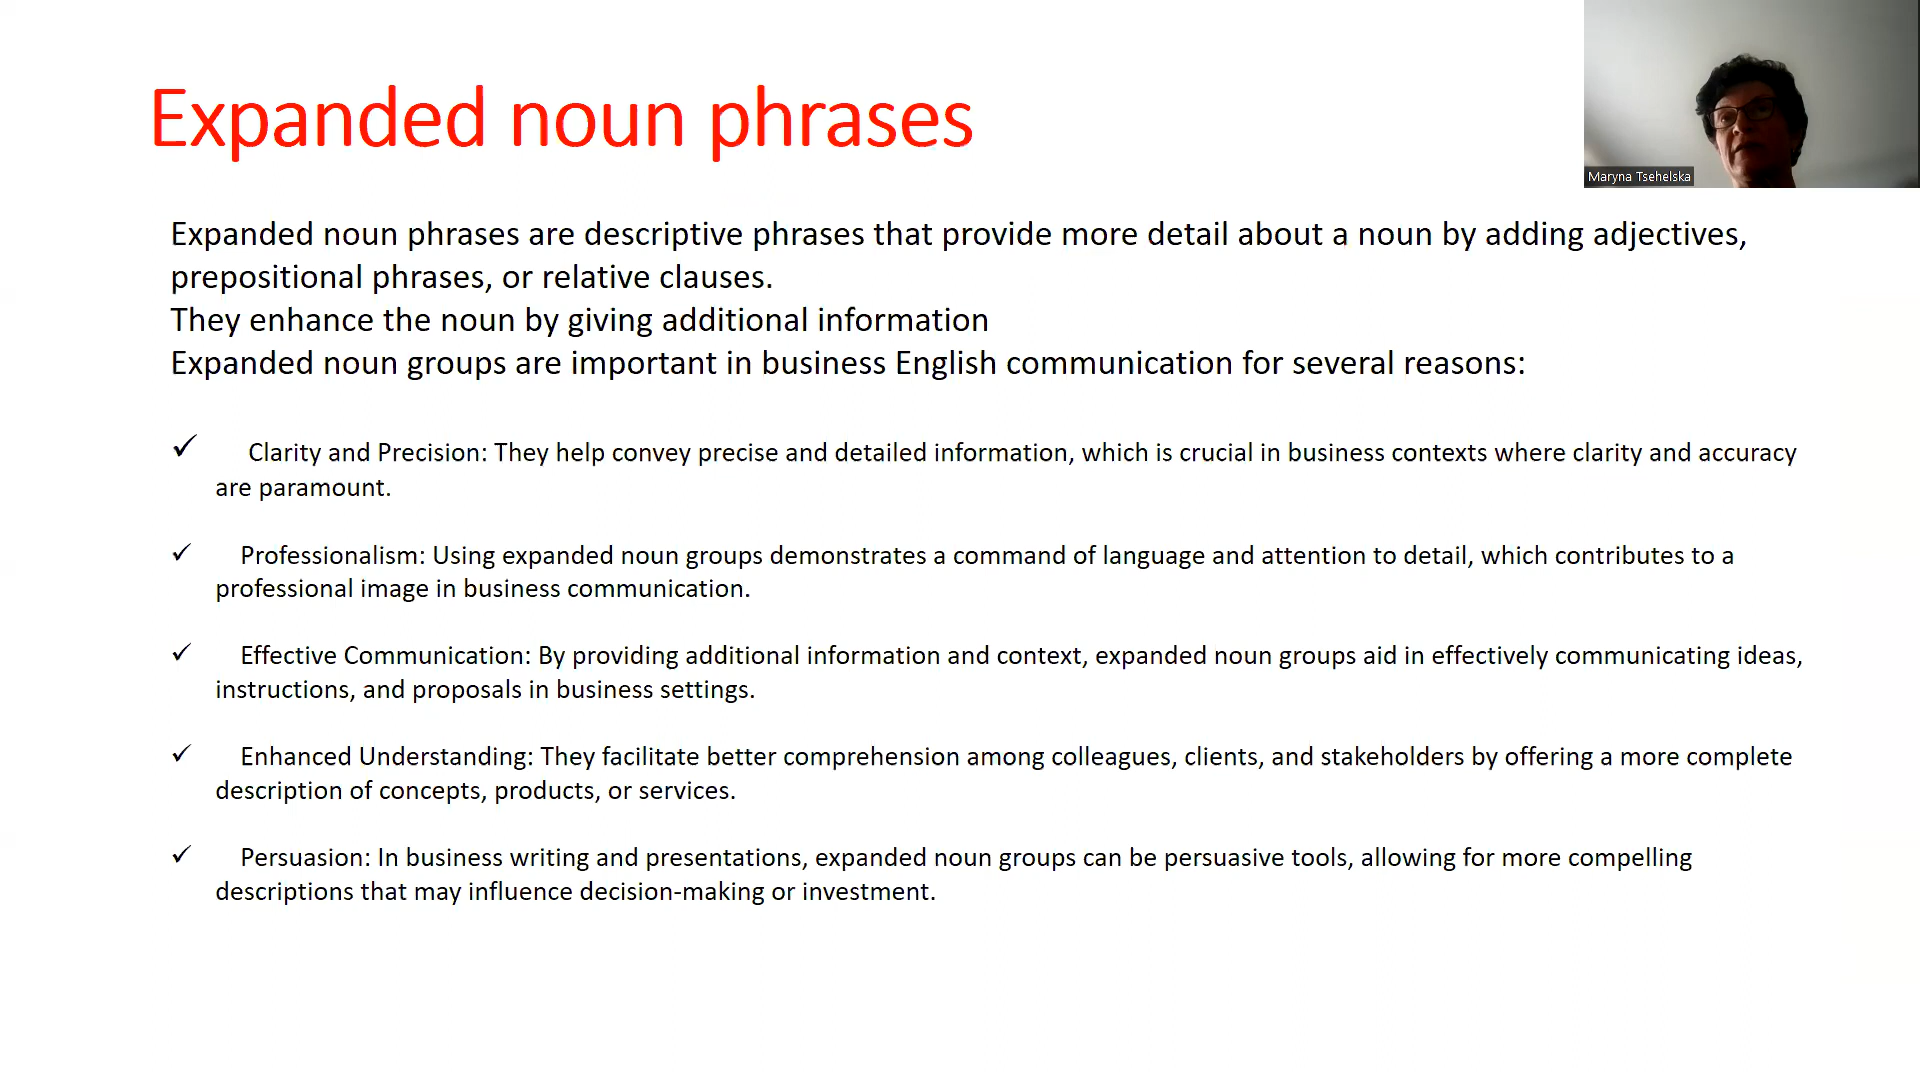 Expanded noun phrases
Maryna Tsehelska
Expanded noun phrases are descriptive phrases that provide more detail about a noun by adding adjectives,
prepositional phrases, or relative clauses.
They enhance the noun by giving additional information
Expanded noun groups are important in business English communication for several reasons:
✓ Clarity and Precision: They help convey precise and detailed information, which is crucial in business contexts where clarity and accuracy
are paramount.
✓ Professionalism: Using expanded noun groups demonstrates a command of language and attention to detail, which contributes to a
professional image in business communication.
✓ Effective Communication: By providing additional information and context, expanded noun groups aid in effectively communicating ideas,
instructions, and proposals in business settings.
✓ Enhanced Understanding: They facilitate better comprehension among colleagues, clients, and stakeholders by offering a more complete
description of concepts, products, or services.
✓ Persuasion: In business writing and presentations, expanded noun groups can be persuasive tools, allowing for more compelling
descriptions that may influence decision-making or investment.